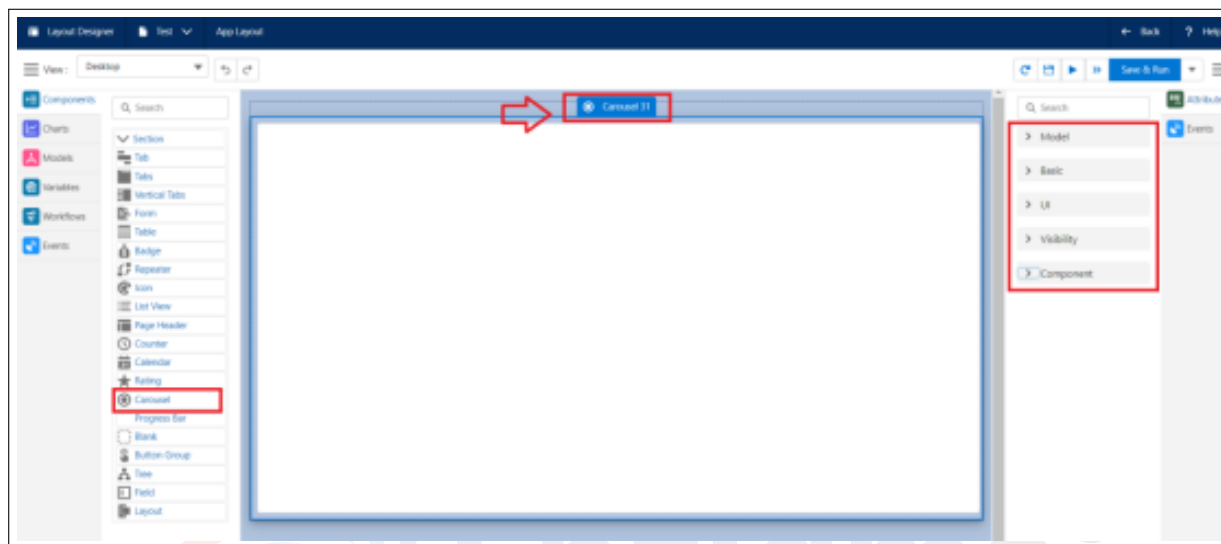 Layout Designer Test App Layout Back ? Help
View: Desktop Save & Run
Components
Charts
Models
Variables
Workflows
Events
Search
Section
Tab
Tabs
Vertical Tabs
Form
Table
Badge
Repeater
Icon
List View
Page Header
Counter
Calendar
Rating
Carousel
Progress Bar
Blank
Button Group
Tree
Field
Layout
Carousel 31
Search
Model
Basic
UI
Visibility
Component
Attribute
Events